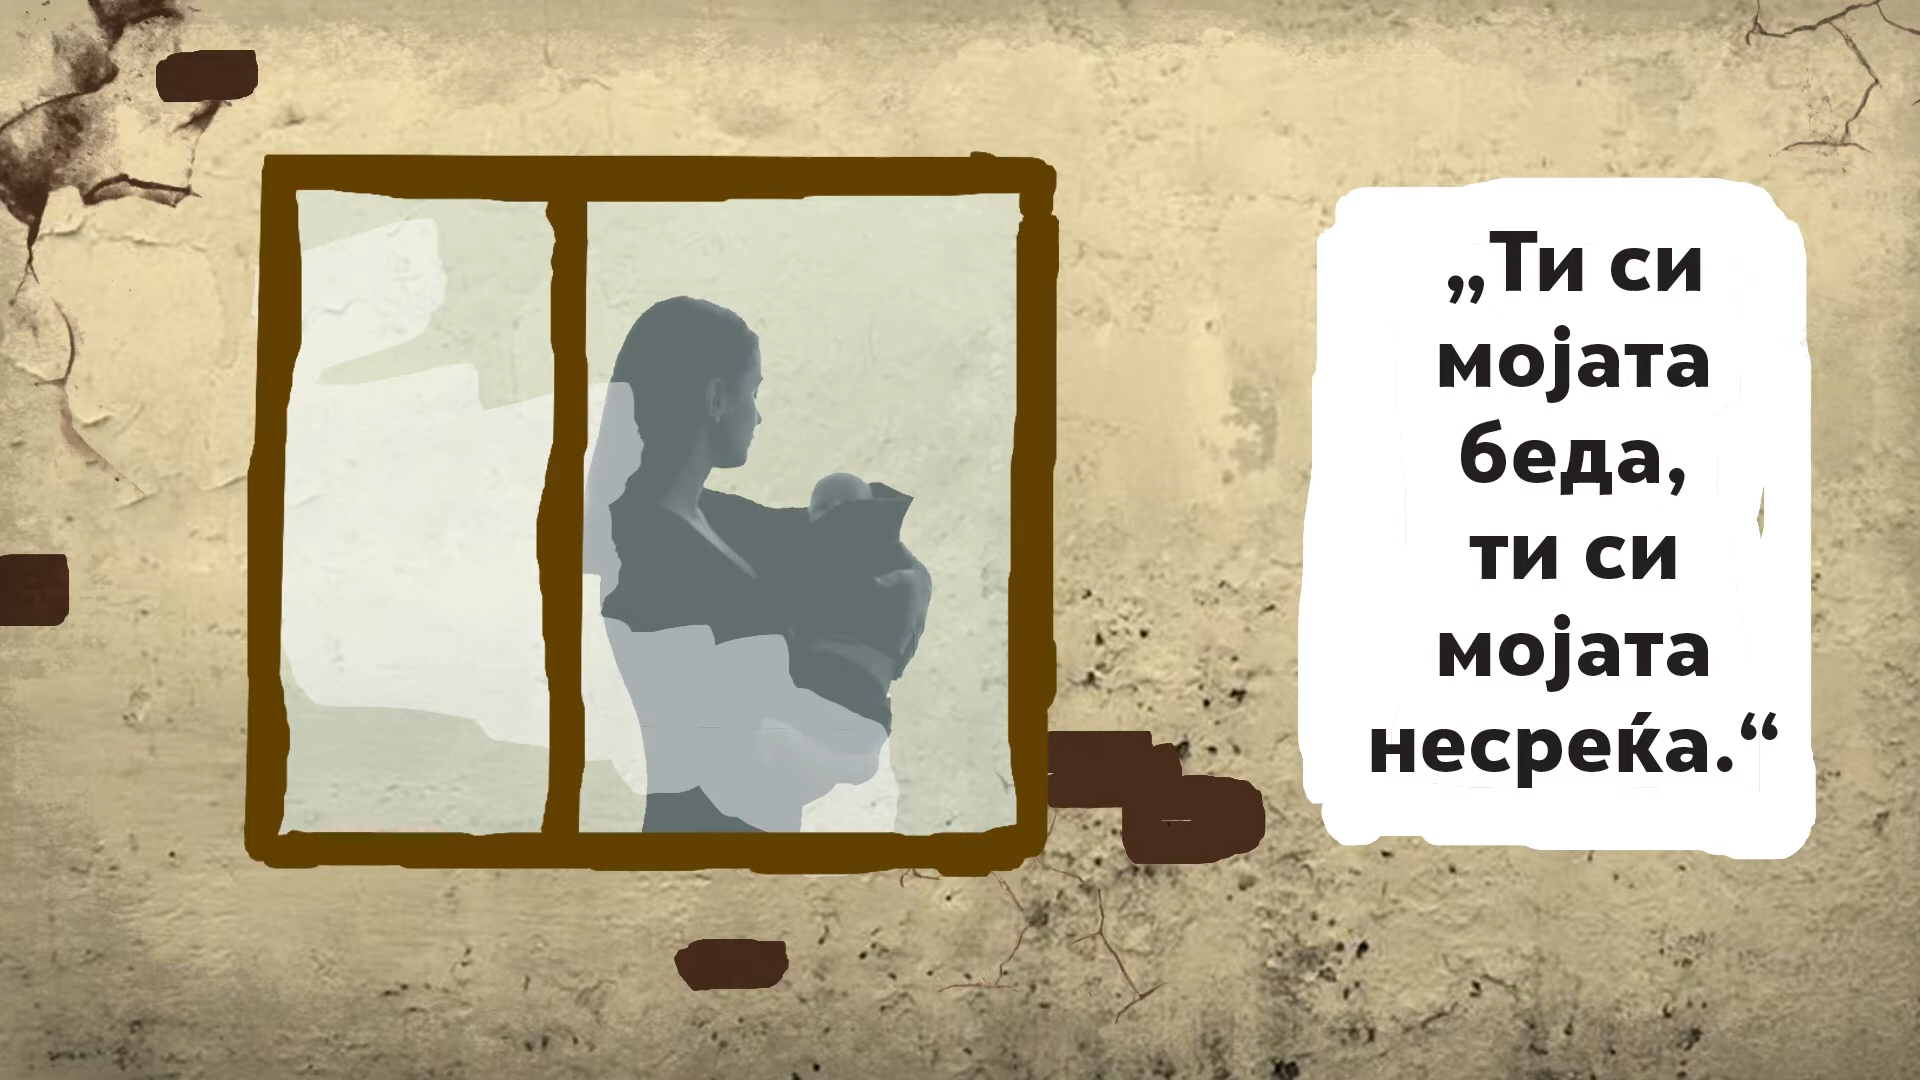 „Ти си
мојата
беда,
ти си
мојата
несреќа.“